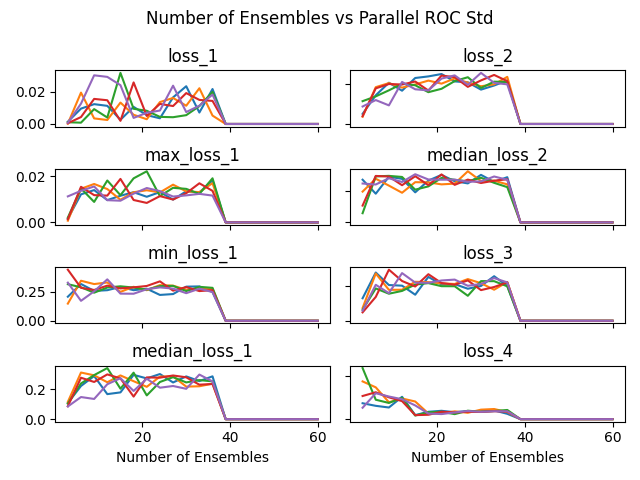 Number of Ensembles vs Parallel ROC Std
loss_1
loss_2
0.02
0.00
max_loss_1
median_loss_2
0.02
0.00
min_loss_1
loss_3
0.25
0.00
median_loss_1
loss_4
0.2
0.0
20 40 60
20 40 60
Number of Ensembles
Number of Ensembles